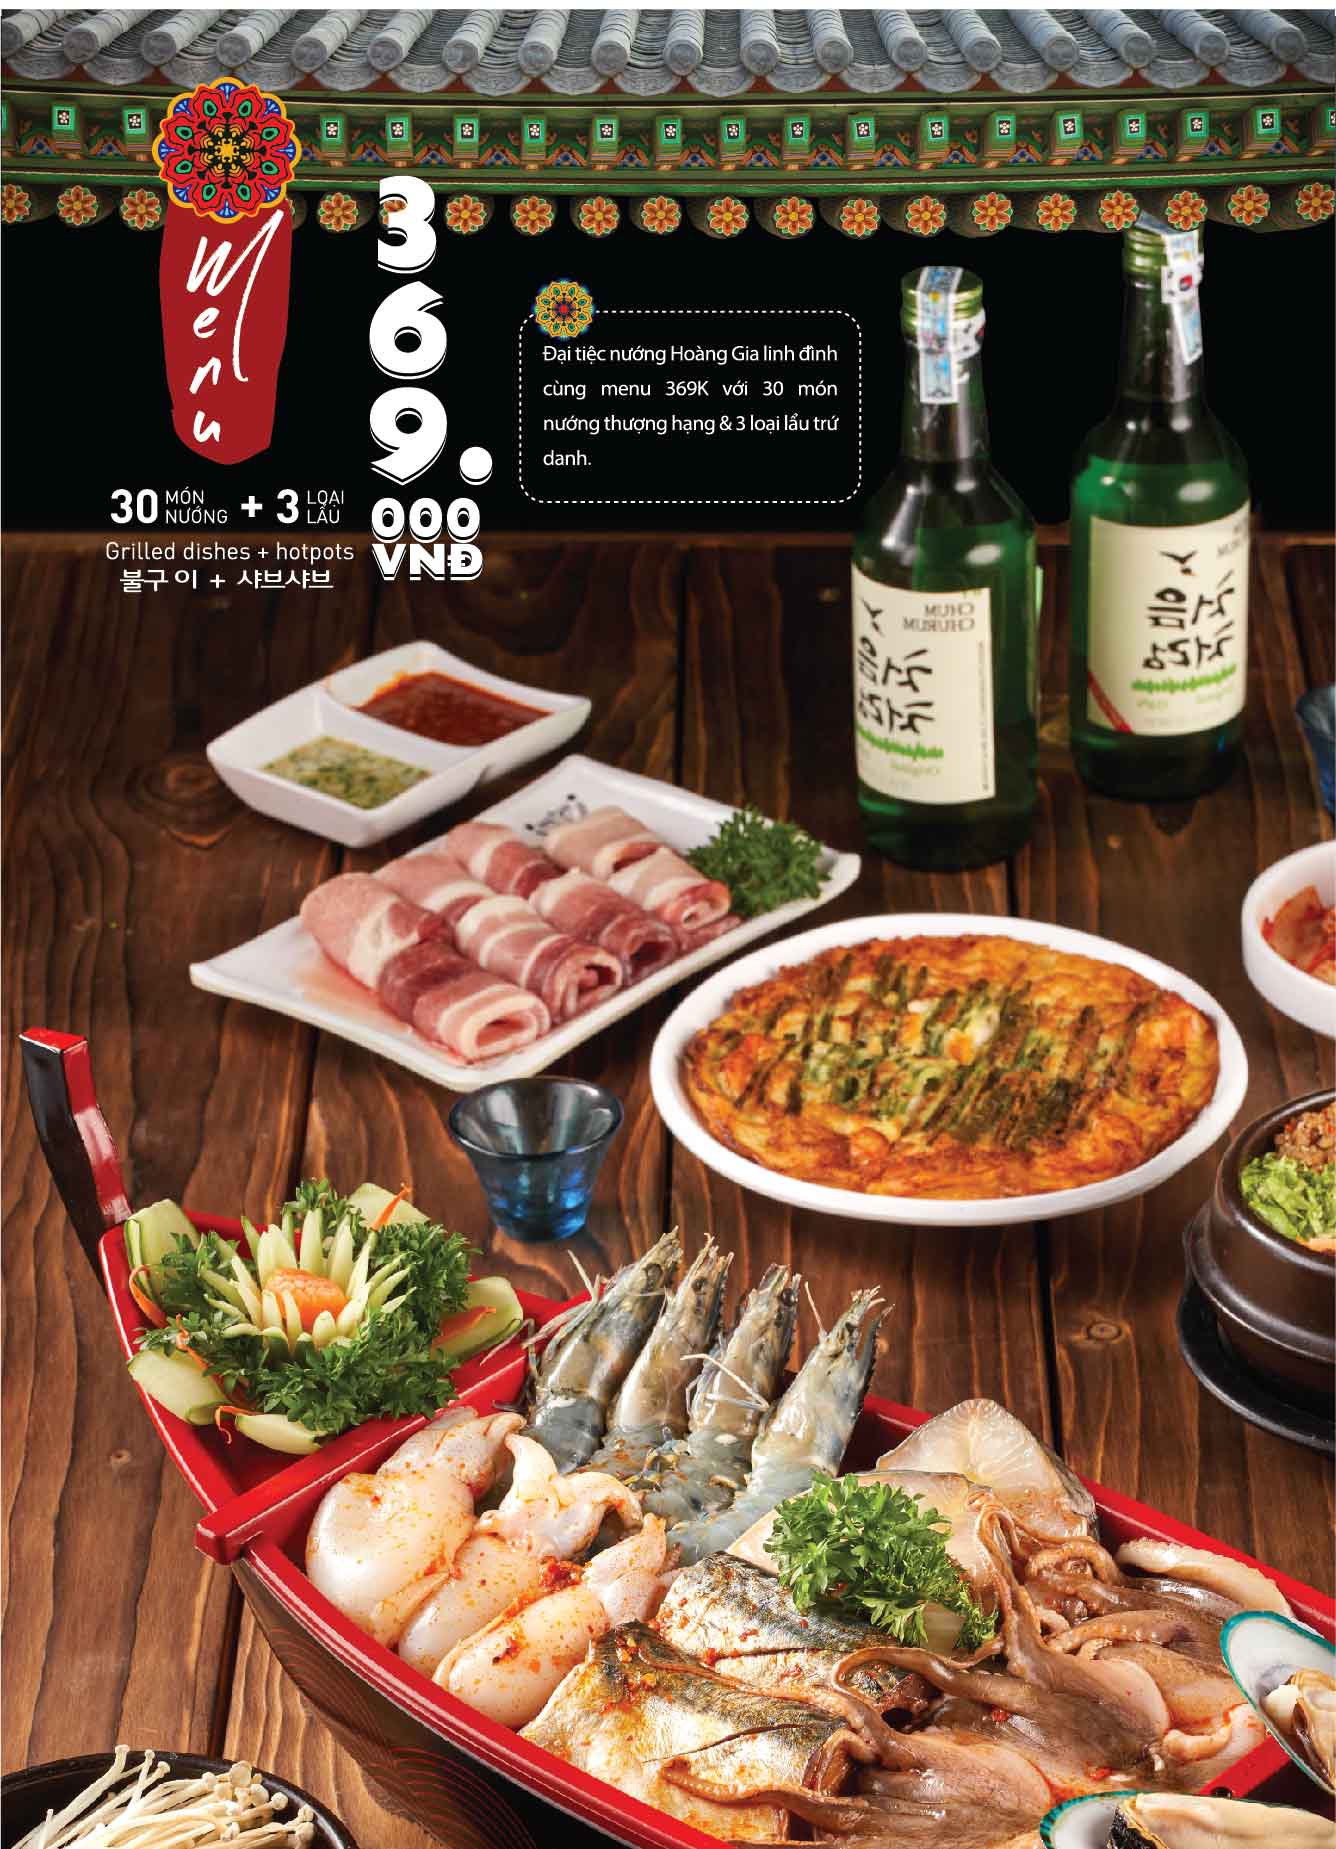 Menu
369.
000
VNĐ
30 MÓN NƯỚNG + 3 LOẠI LẨU
Grilled dishes + hotpots
불구 이 + 샤브샤브
Đại tiệc nướng Hoàng Gia linh đình
cùng menu 369K với 30 món
nướng thượng hạng & 3 loại lẩu trứ
danh.
CHUM
CHURUM